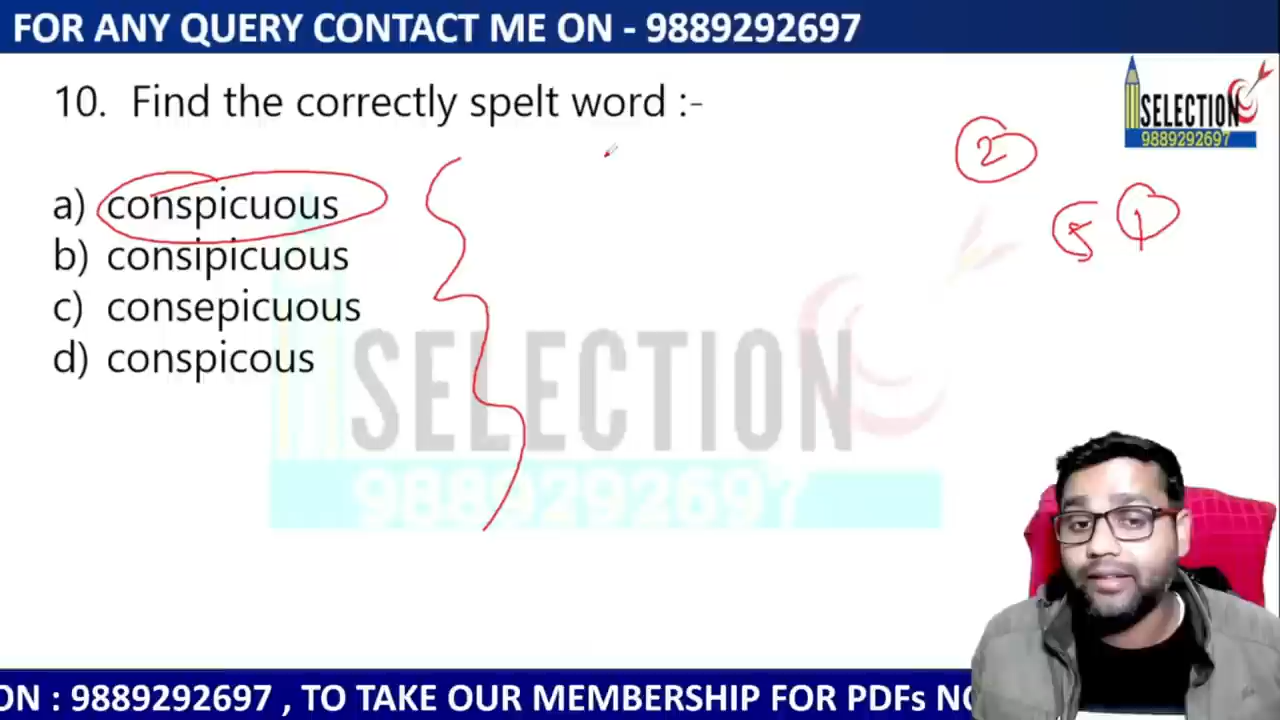 FOR ANY QUERY CONTACT ME ON - 9889292697
SELECTION
9889292697
10. Find the correctly spelt word :-
2
5 1
a) conspicuous
b) consipicuous
c) consepicuous
d) conspicous
SELECTION
9889292697
ON : 9889292697 , TO TAKE OUR MEMBERSHIP FOR PDFs NO